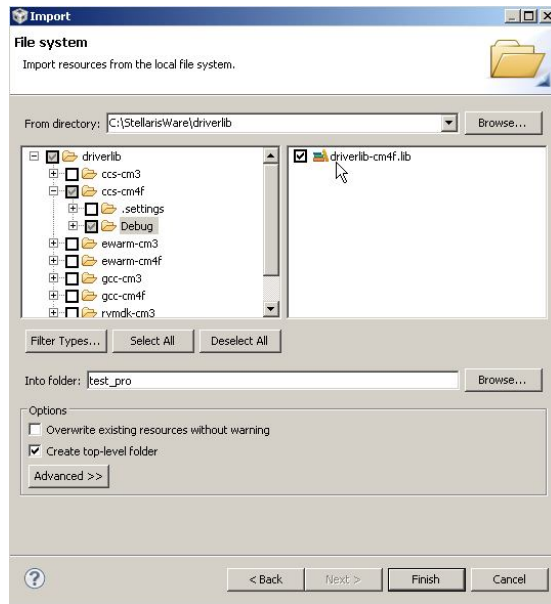 Import
File system
Import resources from the local file system.
From directory: C:\StellarisWare\driverlib Browse...
driverlib
ccs-cm3
ccs-cm4f
.settings
Debug
ewarm-cm3
ewarm-cm4f
gcc-cm3
gcc-cm4f
rvmdk-cm3
driverlib-cm4f.lib
Filter Types... Select All Deselect All
Into folder: test_pro Browse...
Options
Overwrite existing resources without warning
Create top-level folder
Advanced >>
? < Back Next > Finish Cancel